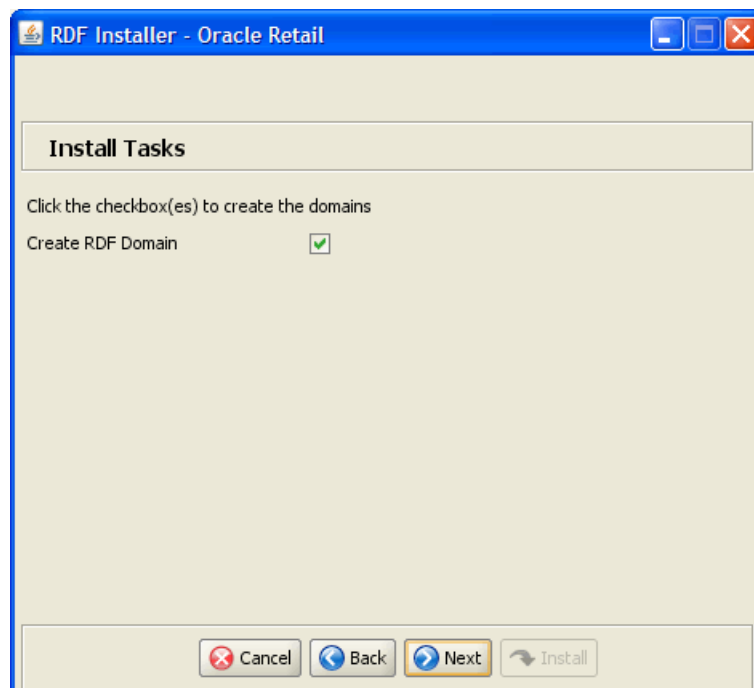 RDF Installer - Oracle Retail
Install Tasks
Click the checkbox(es) to create the domains
Create RDF Domain
Cancel Back Next Install